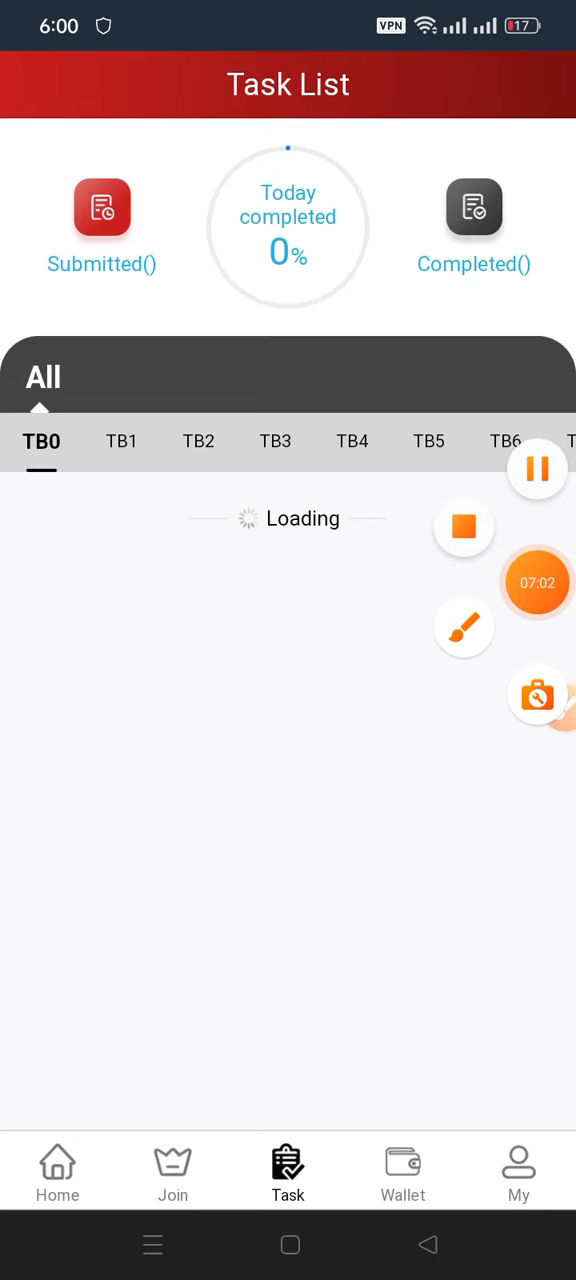 6:00 VPN 17
Task List
Today
completed
0%
Submitted()
Completed()
All
TB0 TB1 TB2 TB3 TB4 TB5 TB6 T
Loading
07:02
Home Join Task Wallet My